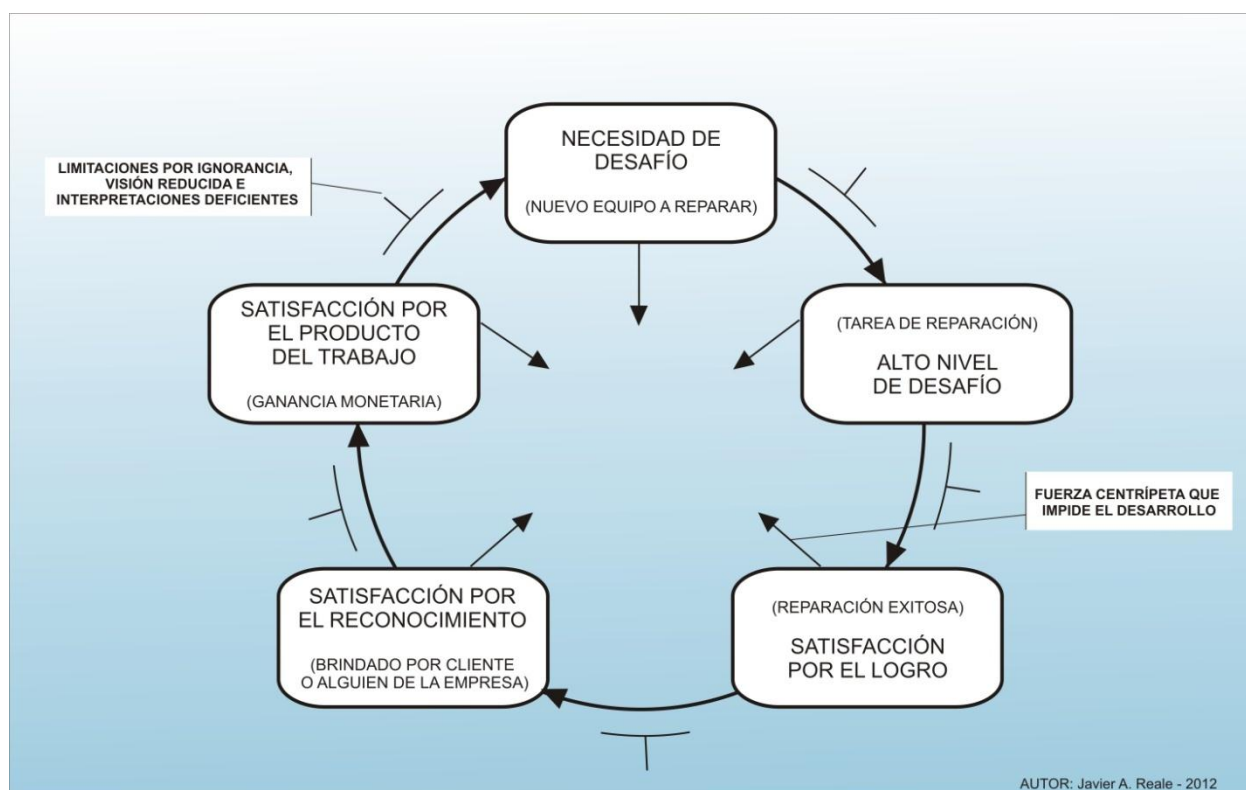 NECESIDAD DE
DESAFÍO
(NUEVO EQUIPO A REPARAR)
LIMITACIONES POR IGNORANCIA,
VISIÓN REDUCIDA E
INTERPRETACIONES DEFICIENTES
SATISFACCIÓN POR
EL PRODUCTO
DEL TRABAJO
(GANANCIA MONETARIA)
(TAREA DE REPARACIÓN)
ALTO NIVEL
DE DESAFÍO
FUERZA CENTRÍPETA QUE
IMPIDE EL DESARROLLO
SATISFACCIÓN POR
EL RECONOCIMIENTO
(BRINDADO POR CLIENTE
O ALGUIEN DE LA EMPRESA)
(REPARACIÓN EXITOSA)
SATISFACCIÓN
POR EL LOGRO
AUTOR: Javier A. Reale - 2012